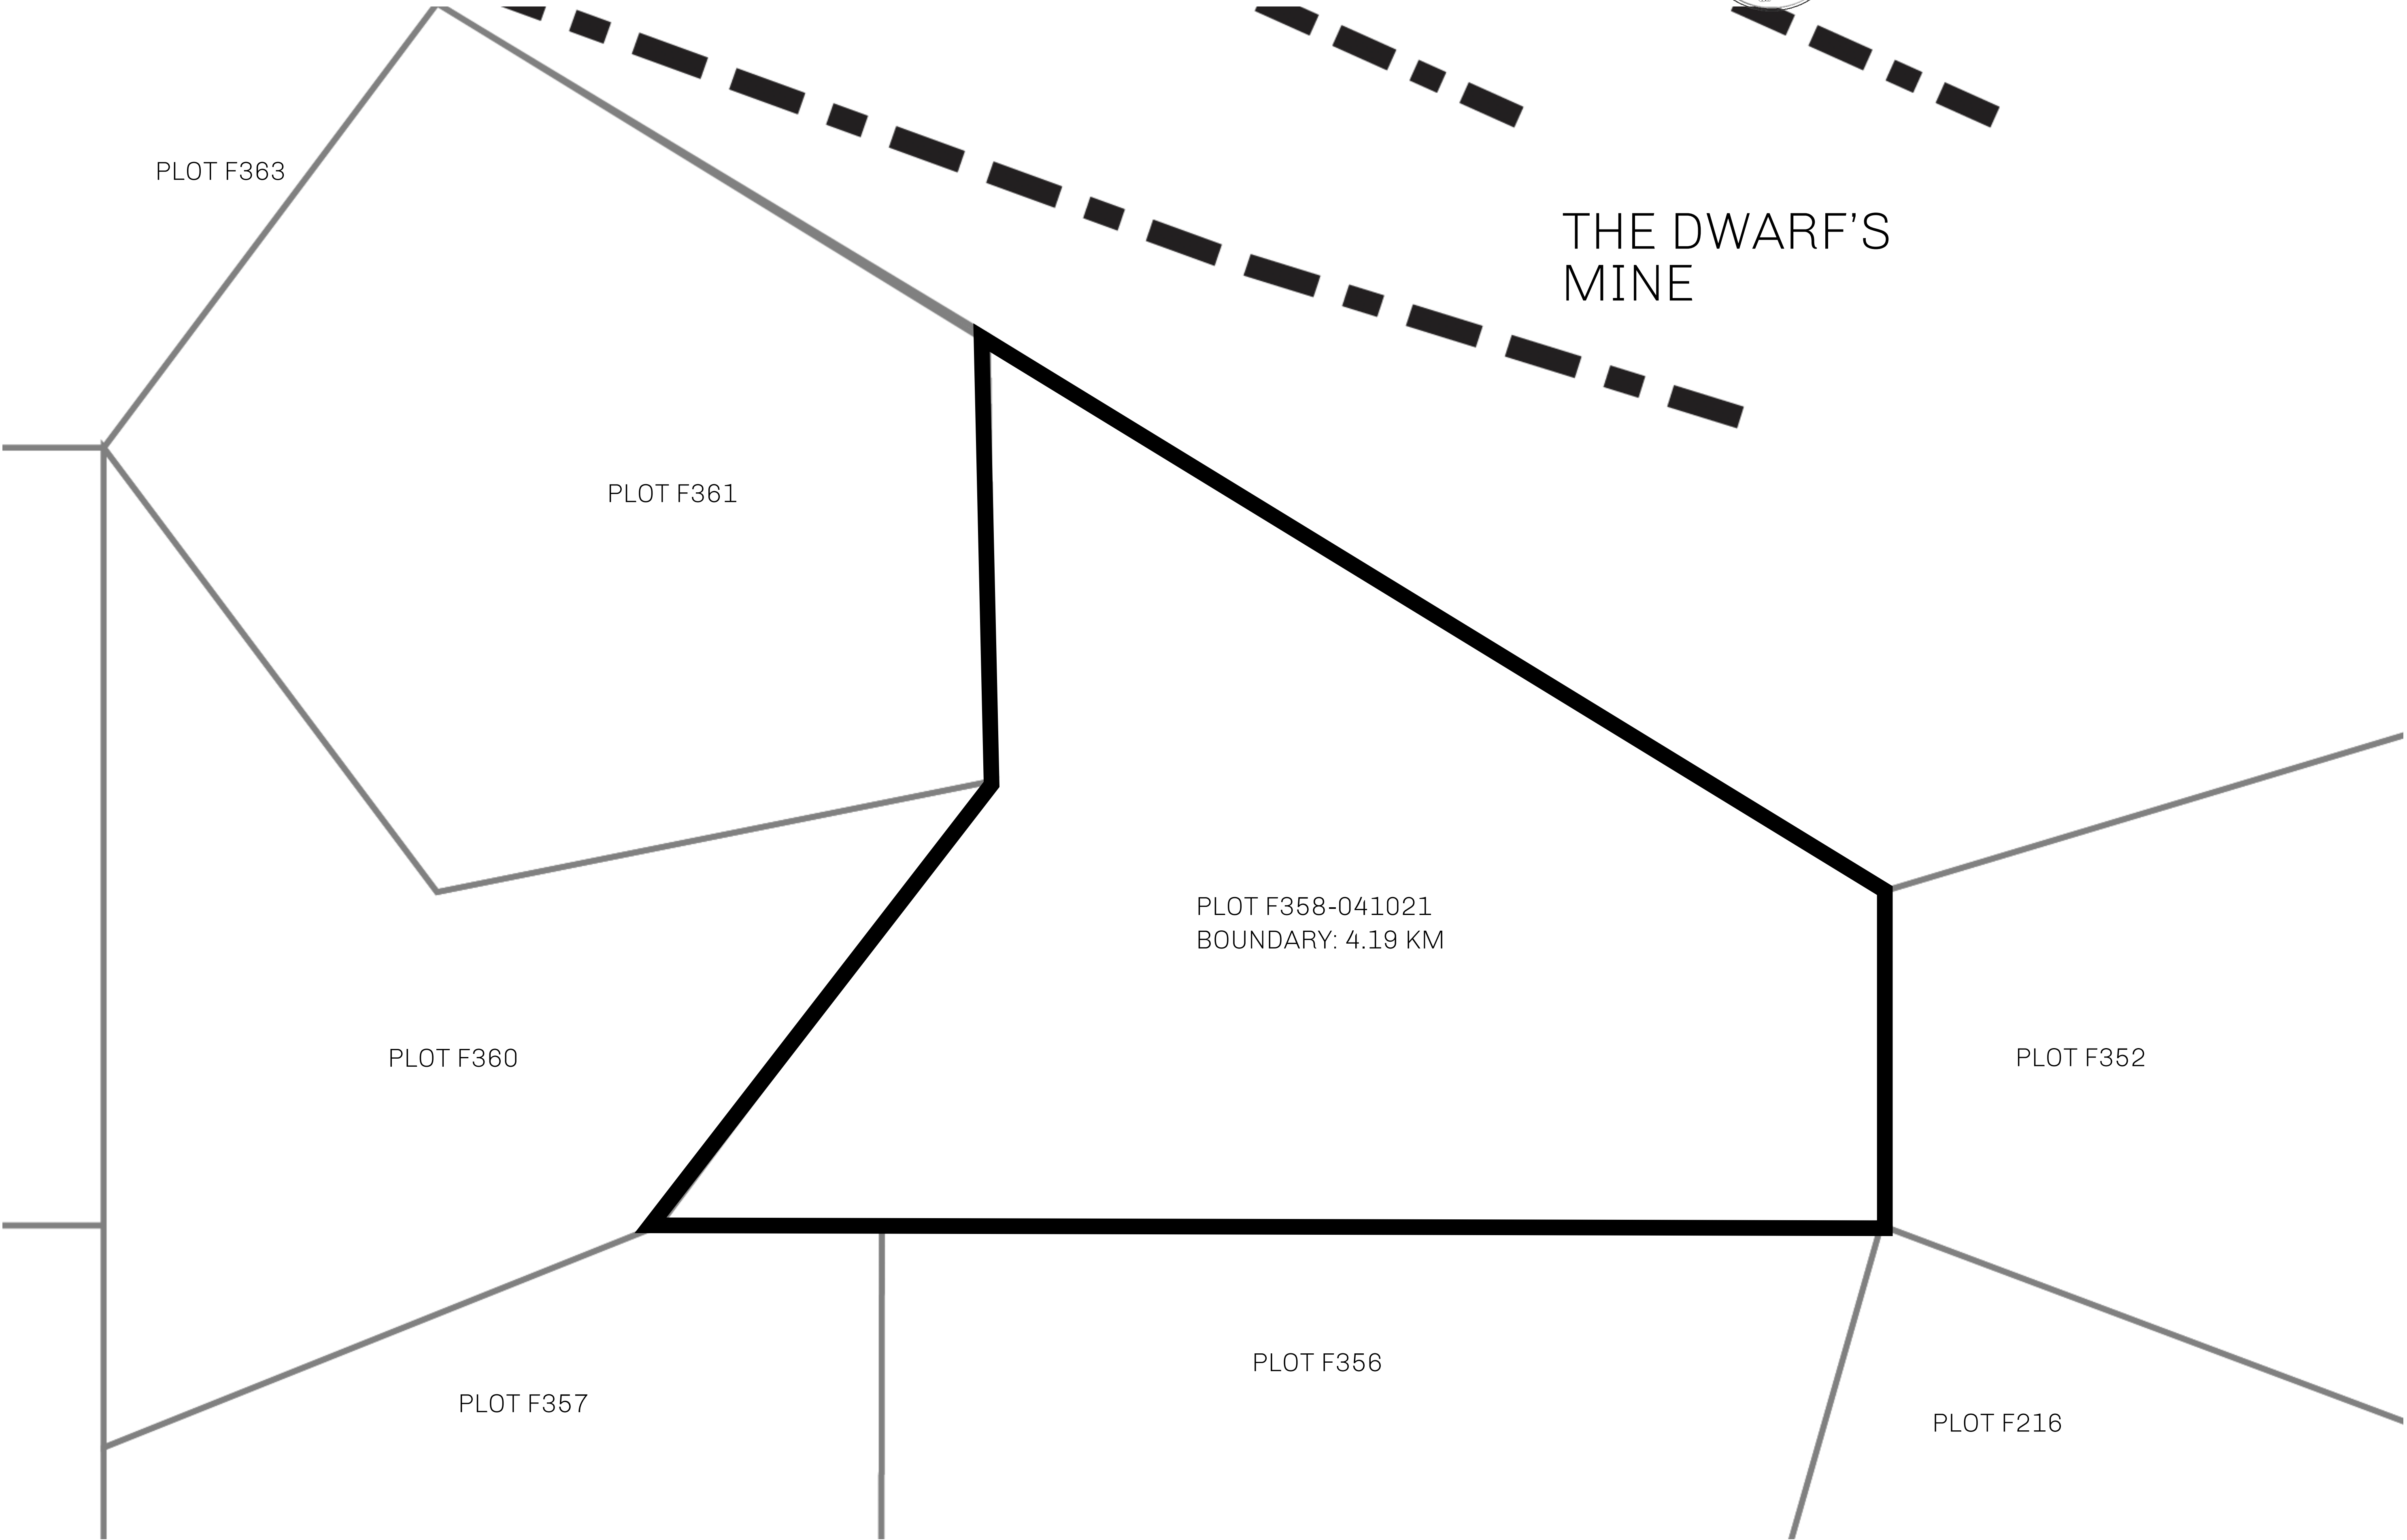 PLOT F363
THE DWARF'S
MINE
PLOT F361
PLOT F358-041021
BOUNDARY: 4.19 KM
PLOT F360
PLOT F352
PLOT F356
PLOT F357
PLOT F216